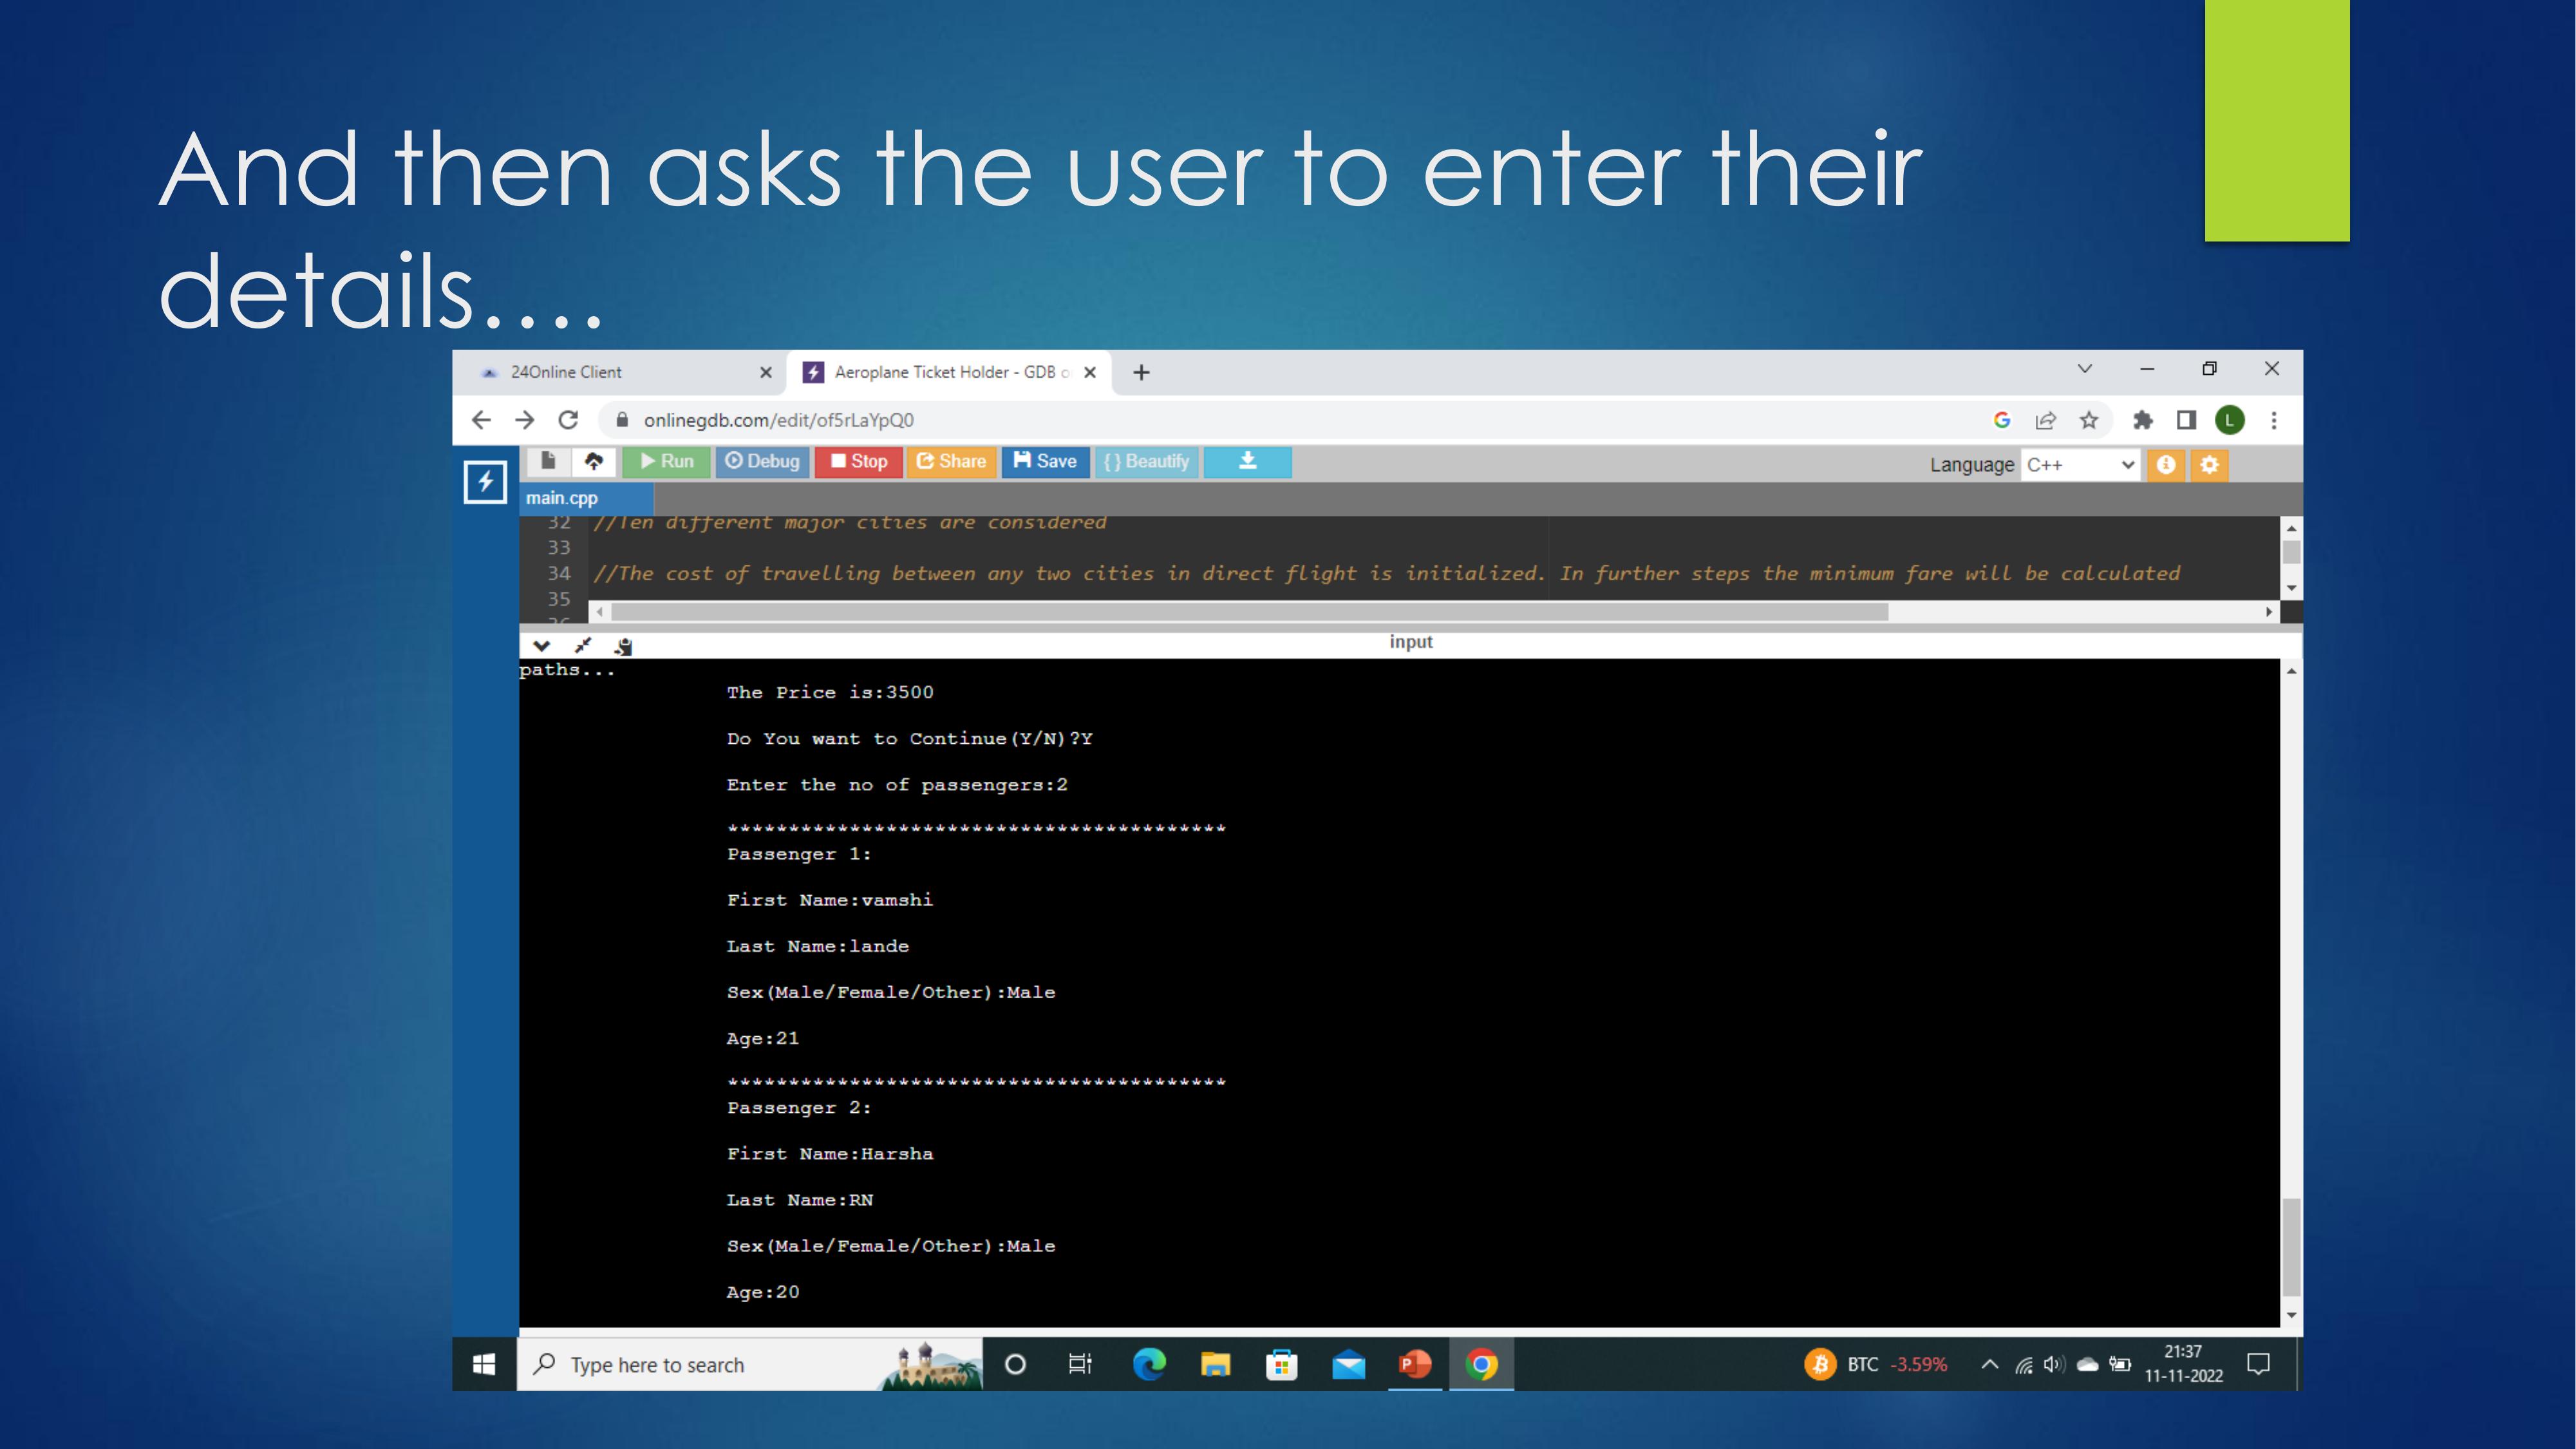 And then asks the user to enter their
details....
24Online Client
Aeroplane Ticket Holder - GDB o
onlinegdb.com/edit/of5rLaYpQ0
L
Run Debug Stop Share Save {} Beautify
Language C++
main.cpp
32 //Ten different major cities are considered
33
34 //The cost of travelling between any two cities in direct flight is initialized. In further steps the minimum fare will be calculated
35
36
input
paths...
The Price is:3500
Do You want to Continue(Y/N)?Y
Enter the no of passengers:2
*****************************************
Passenger 1:
First Name:vamshi
Last Name:lande
Sex(Male/Female/Other):Male
Age:21
*****************************************
Passenger 2:
First Name:Harsha
Last Name:RN
Sex(Male/Female/Other):Male
Age:20
Type here to search
BTC -3.59%
21:37
11-11-2022